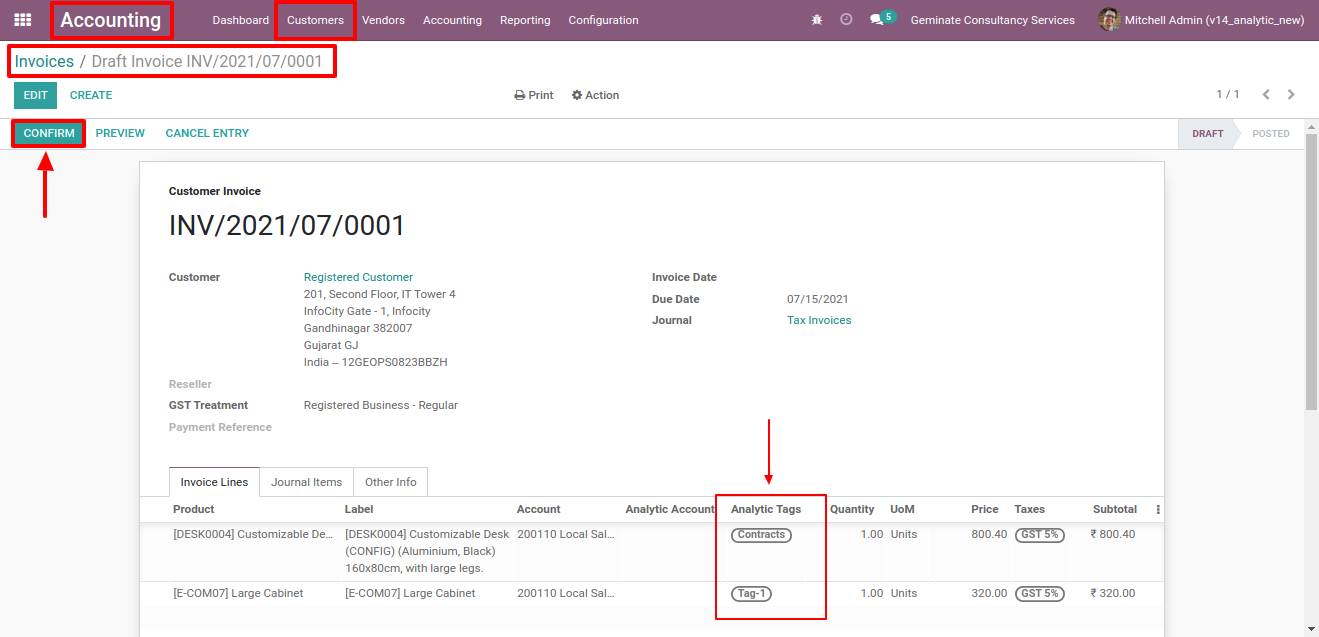 Accounting Dashboard Customers Vendors Accounting Reporting Configuration 5 Geminate Consultancy Services Mitchell Admin (v14_analytic_new)
Invoices / Draft Invoice INV/2021/07/0001
EDIT CREATE Print Action 1 / 1
CONFIRM PREVIEW CANCEL ENTRY DRAFT POSTED
Customer Invoice
INV/2021/07/0001
Customer Registered Customer Invoice Date
201, Second Floor, IT Tower 4 Due Date 07/15/2021
InfoCity Gate - 1, Infocity Journal Tax Invoices
Gandhinagar 382007
Gujarat GJ
India – 12GEOPS0823BBZH
Reseller
GST Treatment Registered Business - Regular
Payment Reference
Invoice Lines Journal Items Other Info
Product Label Account Analytic Account Analytic Tags Quantity UoM Price Taxes Subtotal
[DESK0004] Customizable De... [DESK0004] Customizable Desk 200110 Local Sal... Contracts 1.00 Units 800.40 GST 5% ₹ 800.40
(CONFIG) (Aluminium, Black)
160x80cm, with large legs.
[E-COM07] Large Cabinet [E-COM07] Large Cabinet 200110 Local Sal... Tag-1 1.00 Units 320.00 GST 5% ₹ 320.00